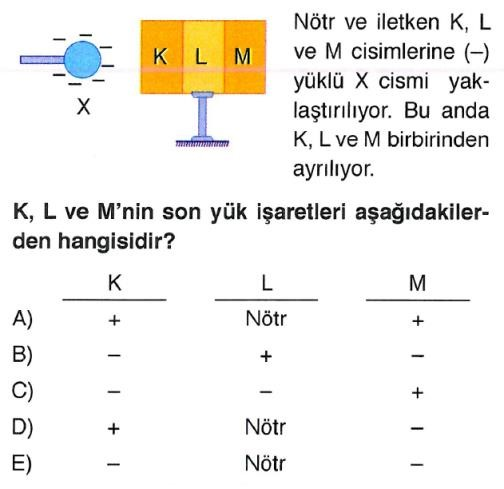 K L M
X
Nötr ve iletken K, L
ve M cisimlerine (–)
yüklü X cismi yak-
laştırılıyor. Bu anda
K, L ve M birbirinden
ayrılıyor.
K, L ve M'nin son yük işaretleri aşağıdakiler-
den hangisidir?
K L M
A) + Nötr +
B) – + –
C) – – +
D) + Nötr –
E) – Nötr –